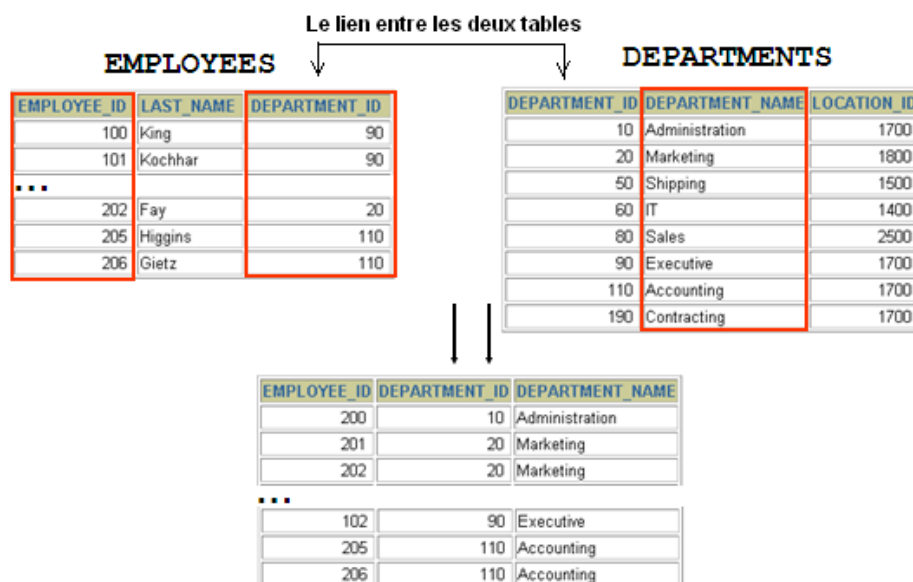 Le lien entre les deux tables
EMPLOYEES
EMPLOYEE_ID LAST_NAME DEPARTMENT_ID
100 King 90
101 Kochhar 90
...
202 Fay 20
205 Higgins 110
206 Gietz 110
DEPARTMENTS
DEPARTMENT_ID DEPARTMENT_NAME LOCATION_ID
10 Administration 1700
20 Marketing 1800
50 Shipping 1500
60 IT 1400
80 Sales 2500
90 Executive 1700
110 Accounting 1700
190 Contracting 1700
EMPLOYEE_ID DEPARTMENT_ID DEPARTMENT_NAME
200 10 Administration
201 20 Marketing
202 20 Marketing
...
102 90 Executive
205 110 Accounting
206 110 Accounting